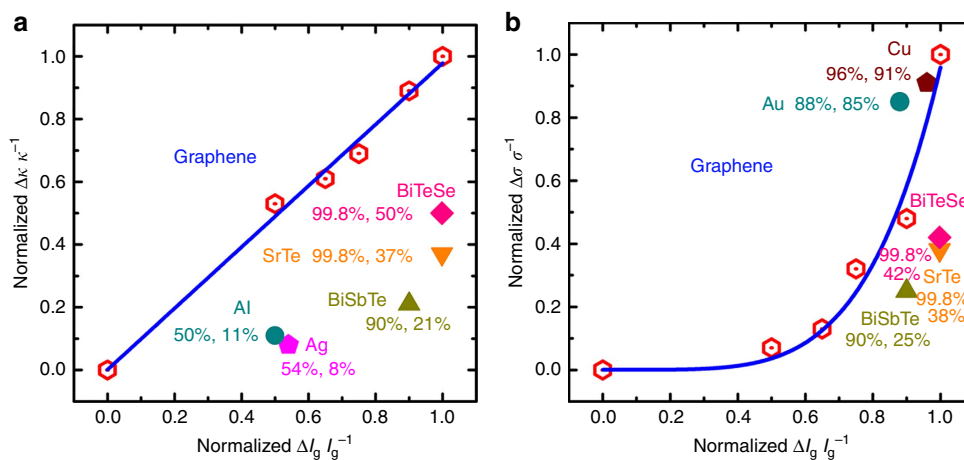 a
Normalized Δκ κ⁻¹
1.0
0.8
0.6
0.4
0.2
0.0
Graphene
BiTeSe
99.8%, 50%
SrTe 99.8%, 37%
Al
50%, 11%
BiSbTe
90%, 21%
Ag
54%, 8%
0.0 0.2 0.4 0.6 0.8 1.0
Normalized Δl_g l_g⁻¹
b
Normalized Δσ σ⁻¹
1.0
0.8
0.6
0.4
0.2
0.0
Cu
96%, 91%
Au 88%, 85%
Graphene
BiTeSe
99.8%
42%
SrTe
99.8%
38%
BiSbTe
90%, 25%
0.0 0.2 0.4 0.6 0.8 1.0
Normalized Δl_g l_g⁻¹